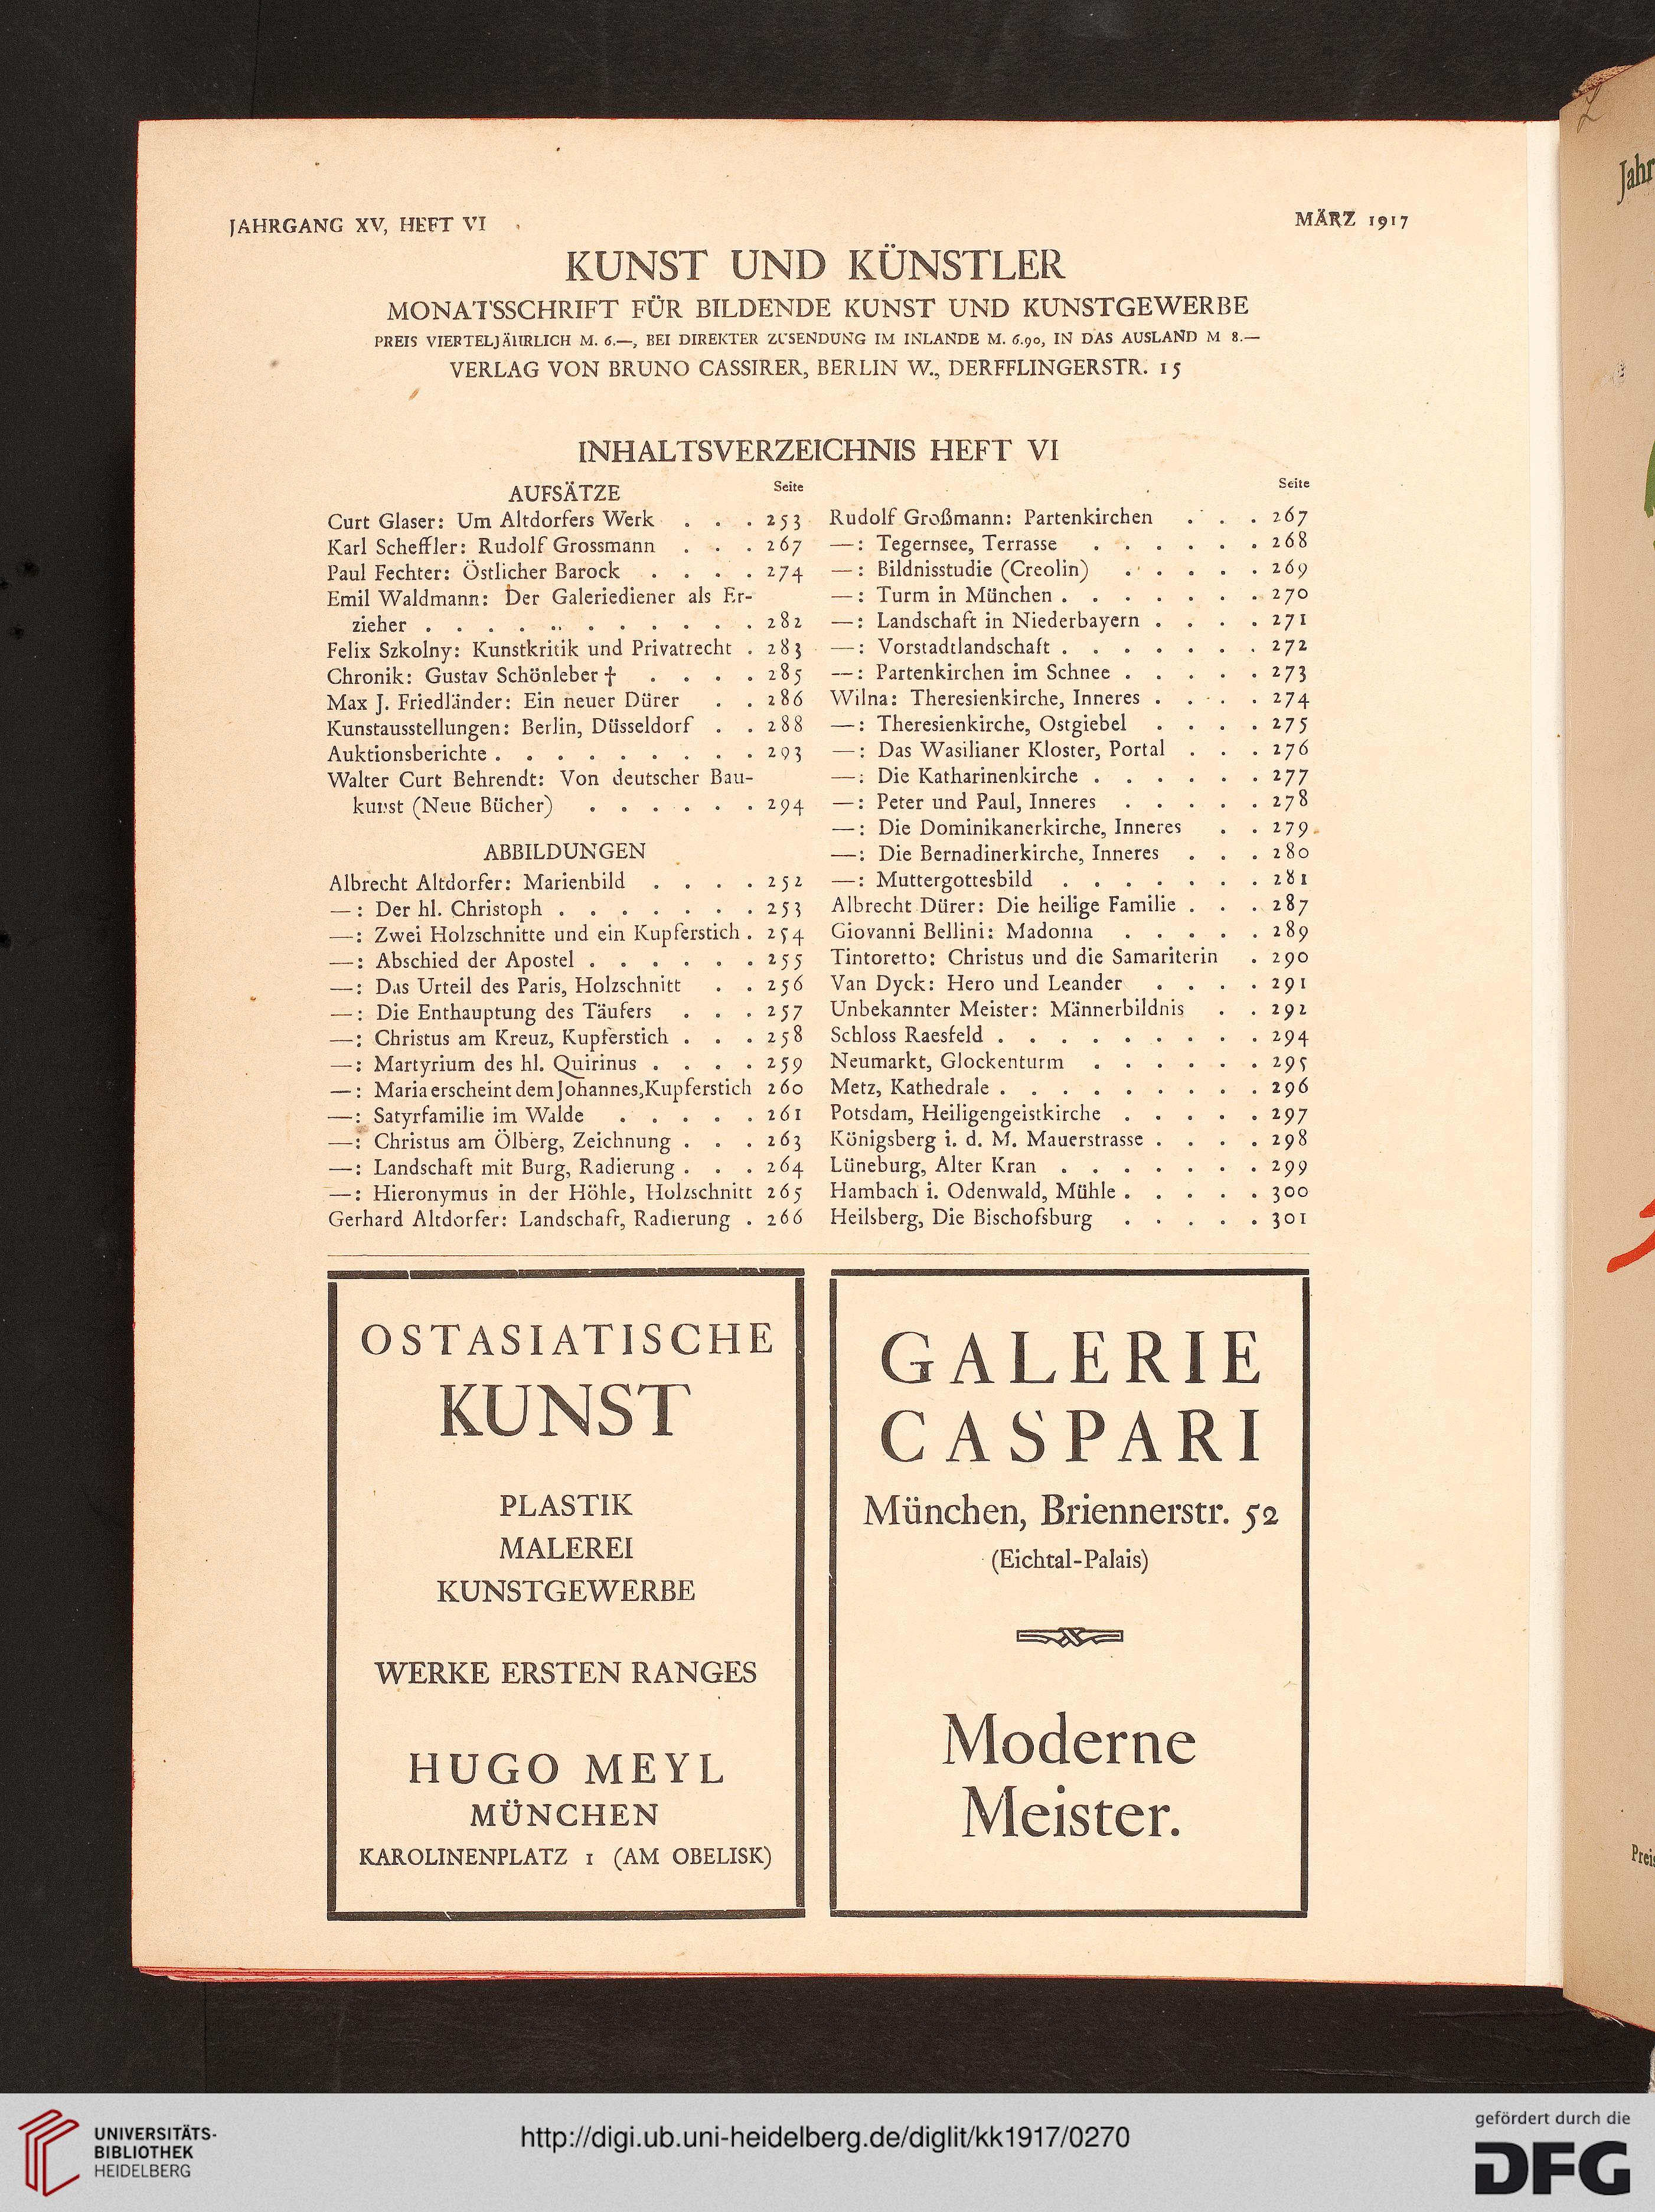 JAHRGANG XV, HEFT VI
MÄRZ 1917
KUNST UND KÜNSTLER
MONATSSCHRIFT FÜR BILDENDE KUNST UND KUNSTGEWERBE
PREIS VIERTELJÄHRLICH M. 6.—, BEI DIREKTER ZUSENDUNG IM INLANDE M. 6.90, IN DAS AUSLAND M 8.—
VERLAG VON BRUNO CASSIRER, BERLIN W., DERFFLINGERSTR. 15
INHALTSVERZEICHNIS HEFT VI
AUFSÄTZE Seite
Curt Glaser: Um Altdorfers Werk . . . 253
Karl Scheffler: Rudolf Grossmann . . . 267
Paul Fechter: Östlicher Barock . . . . 274
Emil Waldmann: Der Galeriediener als Er-
zieher . . . . . . . . . . . 282
Felix Szkolny: Kunstkritik und Privatrecht . 283
Chronik: Gustav Schönleber † . . . . 285
Max J. Friedländer: Ein neuer Dürer . . 286
Kunstausstellungen: Berlin, Düsseldorf . . 288
Auktionsberichte . . . . . . . . . 293
Walter Curt Behrendt: Von deutscher Bau-
kunst (Neue Bücher) . . . . . . 294
ABBILDUNGEN
Albrecht Altdorfer: Marienbild . . . . 252
—: Der hl. Christoph . . . . . . . 253
—: Zwei Holzschnitte und ein Kupferstich . 254
—: Abschied der Apostel . . . . . . 255
—: Das Urteil des Paris, Holzschnitt . . 256
—: Die Enthauptung des Täufers . . . 257
—: Christus am Kreuz, Kupferstich . . . 258
—: Martyrium des hl. Quirinus . . . . 259
—: Maria erscheint dem Johannes, Kupferstich 260
—: Satyrfamilie im Walde . . . . . 261
—: Christus am Ölberg, Zeichnung . . . 263
—: Landschaft mit Burg, Radierung . . . 264
—: Hieronymus in der Höhle, Holzschnitt 265
Gerhard Altdorfer: Landschaft, Radierung . 266
Seite
Rudolf Großmann: Partenkirchen . . . 267
—: Tegernsee, Terrasse . . . . . . 268
—: Bildnisstudie (Creolin) . . . . . 269
—: Turm in München . . . . . . . 270
—: Landschaft in Niederbayern . . . . 271
—: Vorstadtlandschaft . . . . . . . 272
—: Partenkirchen im Schnee . . . . . 273
Wilna: Theresienkirche, Inneres . . . . 274
—: Theresienkirche, Ostgiebel . . . . 275
—: Das Wasilianer Kloster, Portal . . . 276
—: Die Katharinenkirche . . . . . . 277
—: Peter und Paul, Inneres . . . . . 278
—: Die Dominikanerkirche, Inneres . . 279
—: Die Bernadinerkirche, Inneres . . . 280
—: Muttergottesbild . . . . . . . 281
Albrecht Dürer: Die heilige Familie . . . 287
Giovanni Bellini: Madonna . . . . . 289
Tintoretto: Christus und die Samariterin . 290
Van Dyck: Hero und Leander . . . . 291
Unbekannter Meister: Männerbildnis . . 292
Schloss Raesfeld . . . . . . . . . 294
Neumarkt, Glockenturm . . . . . . 295
Metz, Kathedrale . . . . . . . . . 296
Potsdam, Heiligengeistkirche . . . . . 297
Königsberg i. d. M. Mauerstrasse . . . . 298
Lüneburg, Alter Kran . . . . . . . 299
Hambach i. Odenwald, Mühle . . . . . 300
Heilsberg, Die Bischofsburg . . . . . 301
OSTASIATISCHE
KUNST
PLASTIK
MALEREI
KUNSTGEWERBE
WERKE ERSTEN RANGES
HUGO MEYL
MÜNCHEN
KAROLINENPLATZ 1 (AM OBELISK)
GALERIE
CASPARI
München, Briennerstr. 52
(Eichtal-Palais)
Moderne
Meister.
Jahr
Preis
UNIVERSITÄTS-
BIBLIOTHEK
HEIDELBERG
http://digi.ub.uni-heidelberg.de/diglit/kk1917/0270
gefördert durch die
DFG